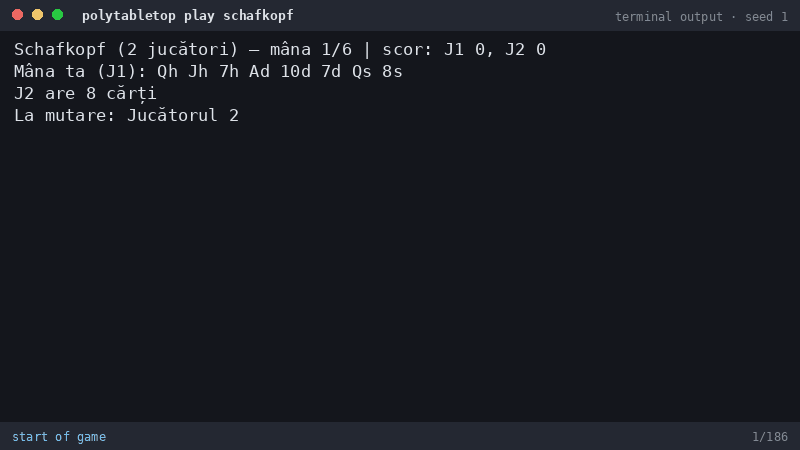 polytabletop play schafkopf
terminal output · seed 1
Schafkopf (2 jucători) — mâna 1/6 | scor: J1 0, J2 0
Mâna ta (J1): Qh Jh 7h Ad 10d 7d Qs 8s
J2 are 8 cărți
La mutare: Jucătorul 2
start of game
1/186